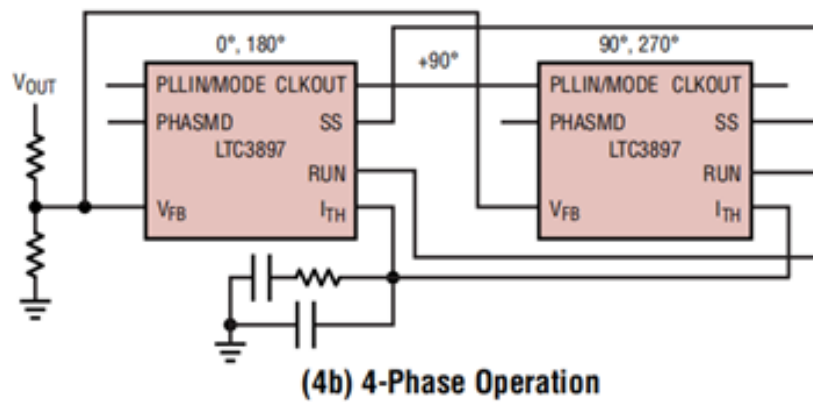 0°, 180°
90°, 270°
+90°
VOUT
PLLIN/MODE CLKOUT
PLLIN/MODE CLKOUT
PHASMD SS
PHASMD SS
LTC3897
LTC3897
RUN
RUN
VFB ITH
VFB ITH
(4b) 4-Phase Operation